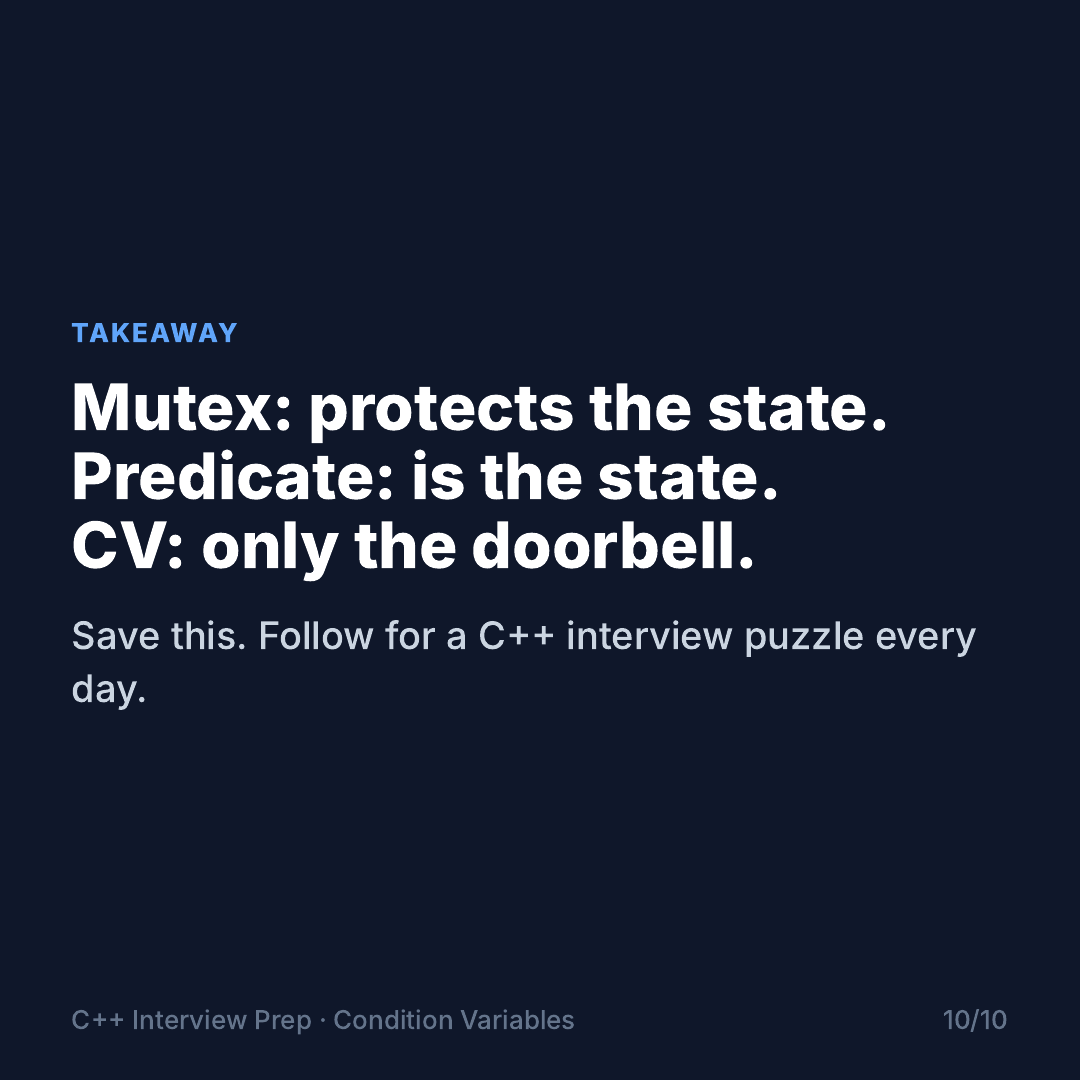 TAKEAWAY
Mutex: protects the state.
Predicate: is the state.
CV: only the doorbell.
Save this. Follow for a C++ interview puzzle every
day.
C++ Interview Prep · Condition Variables
10/10